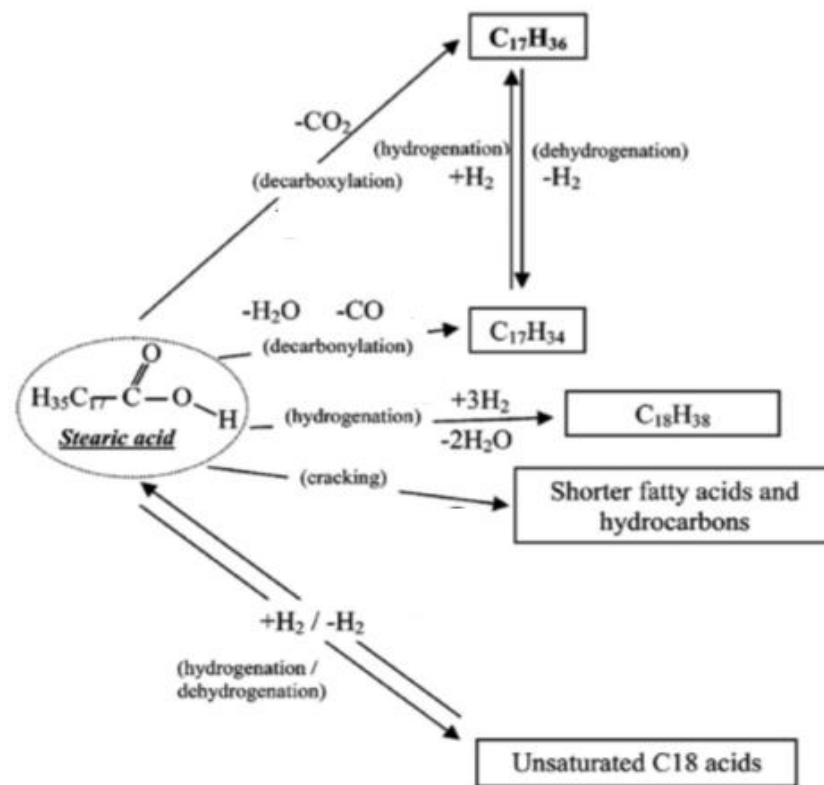 C₁₇H₃₆
-CO₂
(decarboxylation)
(hydrogenation)
+H₂
(dehydrogenation)
-H₂
-H₂O -CO
(decarbonylation)
C₁₇H₃₄
O
H₃₅C₁₇ C O H
Stearic acid
(hydrogenation)
+3H₂
-2H₂O
C₁₈H₃₈
(cracking)
Shorter fatty acids and
hydrocarbons
+H₂ / -H₂
(hydrogenation /
dehydrogenation)
Unsaturated C18 acids